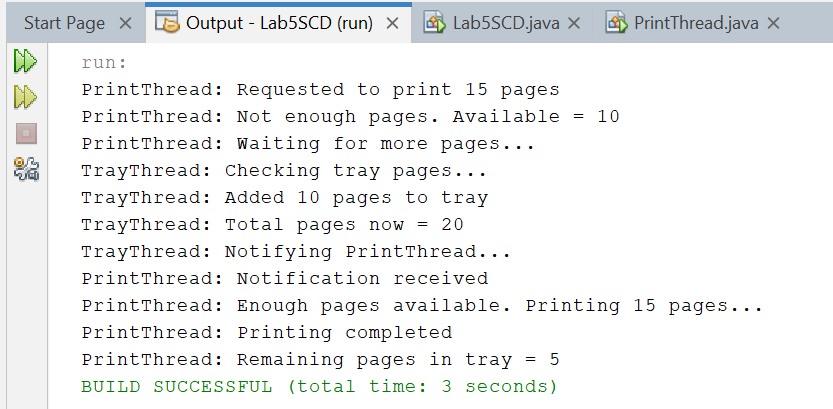 Start Page
Output - Lab5SCD (run)
Lab5SCD.java
PrintThread.java
run:
PrintThread: Requested to print 15 pages
PrintThread: Not enough pages. Available = 10
PrintThread: Waiting for more pages...
TrayThread: Checking tray pages...
TrayThread: Added 10 pages to tray
TrayThread: Total pages now = 20
TrayThread: Notifying PrintThread...
PrintThread: Notification received
PrintThread: Enough pages available. Printing 15 pages...
PrintThread: Printing completed
PrintThread: Remaining pages in tray = 5
BUILD SUCCESSFUL (total time: 3 seconds)